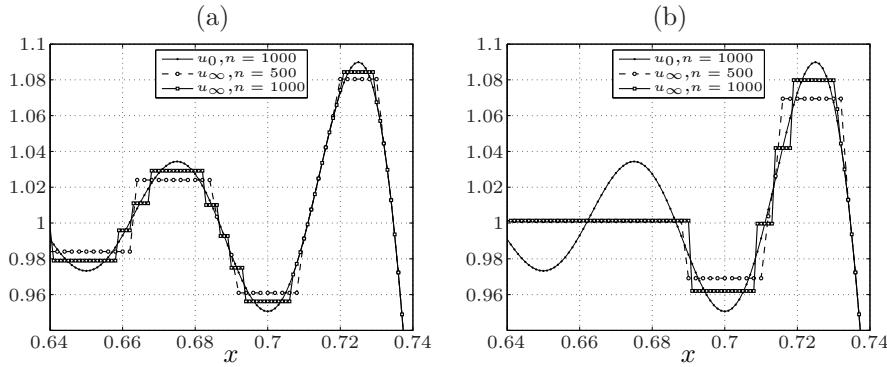 (a)
1.1
1.08
1.06
1.04
1.02
1
0.98
0.96
u₀, n = 1000
u∞, n = 500
u∞, n = 1000
0.64
0.66
0.68
0.7
0.72
0.74
x
(b)
1.1
1.08
1.06
1.04
1.02
1
0.98
0.96
u₀, n = 1000
u∞, n = 500
u∞, n = 1000
0.64
0.66
0.68
0.7
0.72
0.74
x